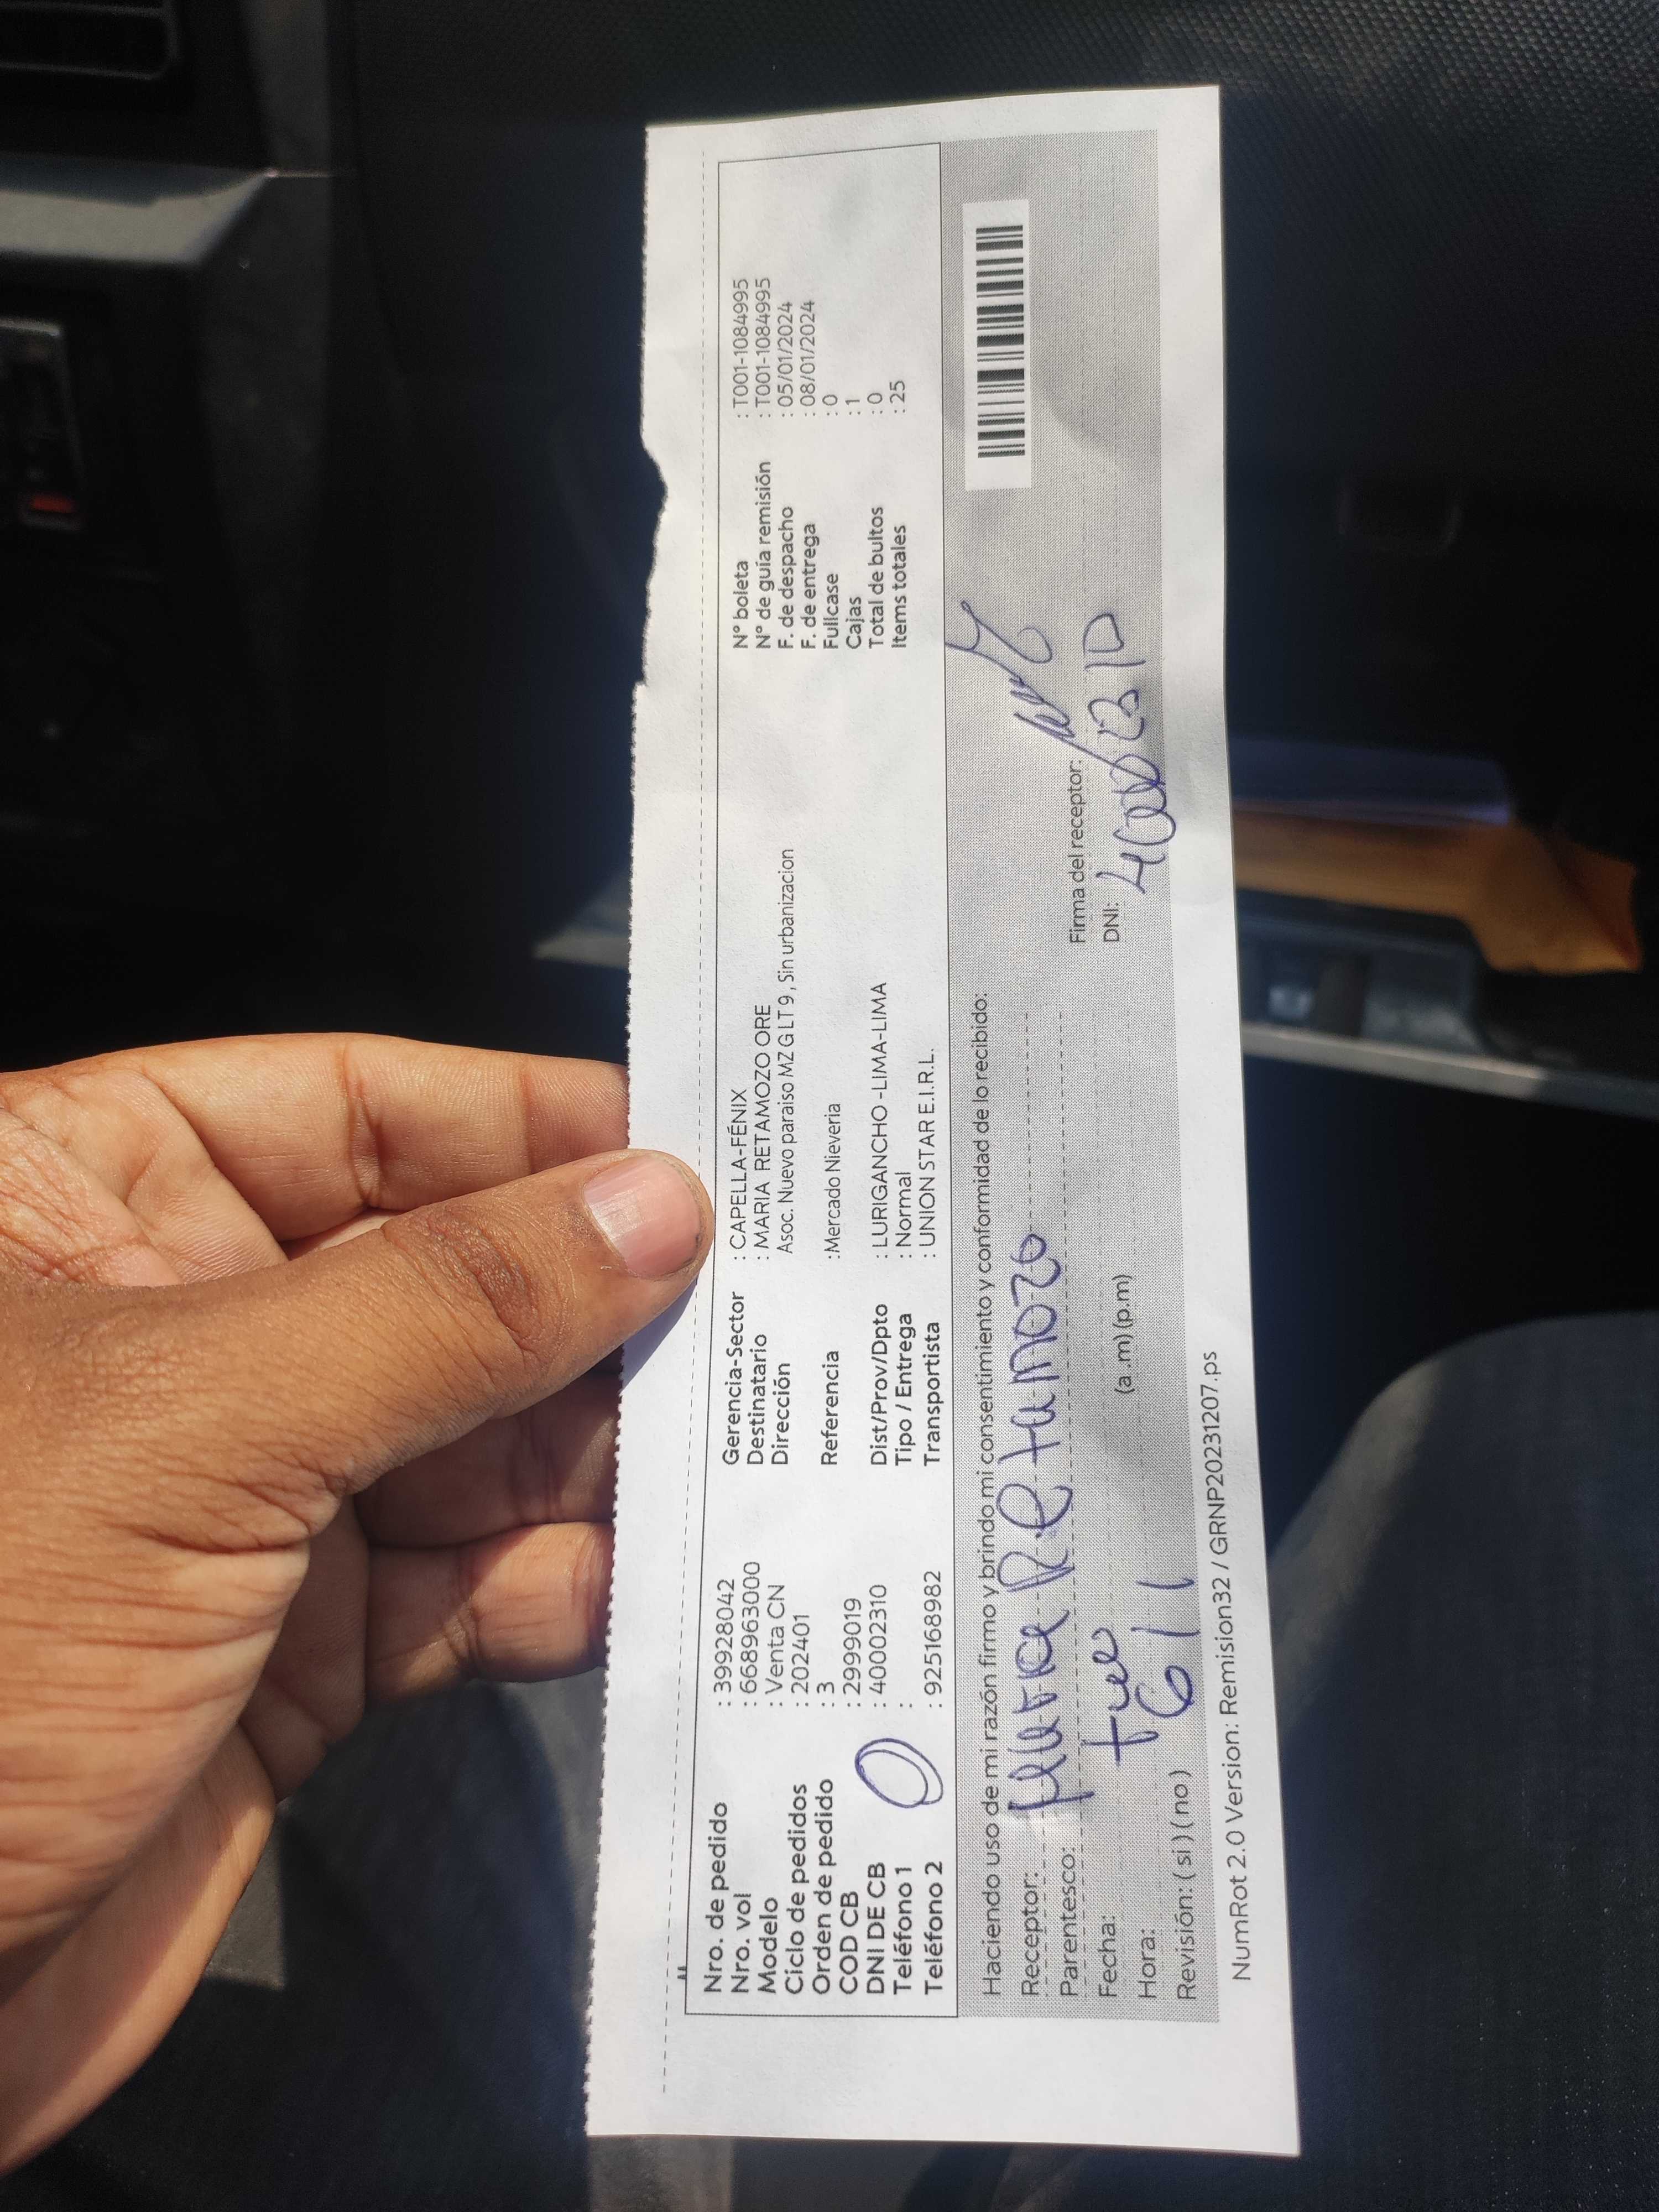 Nro. de pedido : 39928042
Nro. vol : 668963000
Modelo : Venta CN
Ciclo de pedidos : 202401
Orden de pedido : 3
COD CB : 2999019
DNI DE CB : 40002310
Teléfono 1 :
Teléfono 2 : 925168982
Gerencia-Sector : CAPELLA-FÉNIX
Destinatario : MARIA RETAMOZO ORE
Dirección Asoc. Nuevo paraiso MZ G LT 9 , Sin urbanizacion
Referencia :Mercado Nieveria
Dist/Prov/Dpto : LURIGANCHO -LIMA-LIMA
Tipo / Entrega : Normal
Transportista : UNION STAR E.I.R.L.
N° boleta : T001-1084995
N° de guía remisión : T001-1084995
F. de despacho : 05/01/2024
F. de entrega : 08/01/2024
Fullcase : 0
Cajas : 1
Total de bultos : 0
Items totales : 25
Haciendo uso de mi razón firmo y brindo mi consentimiento y conformidad de lo recibido:
Receptor: Retamozo
Parentesco:
Fecha:
Hora: (a .m) (p.m)
Revisión: ( si ) ( no )
Firma del receptor:
DNI: 40002310
NumRot 2.0 Version: Remision32 / GRNP20231207.ps